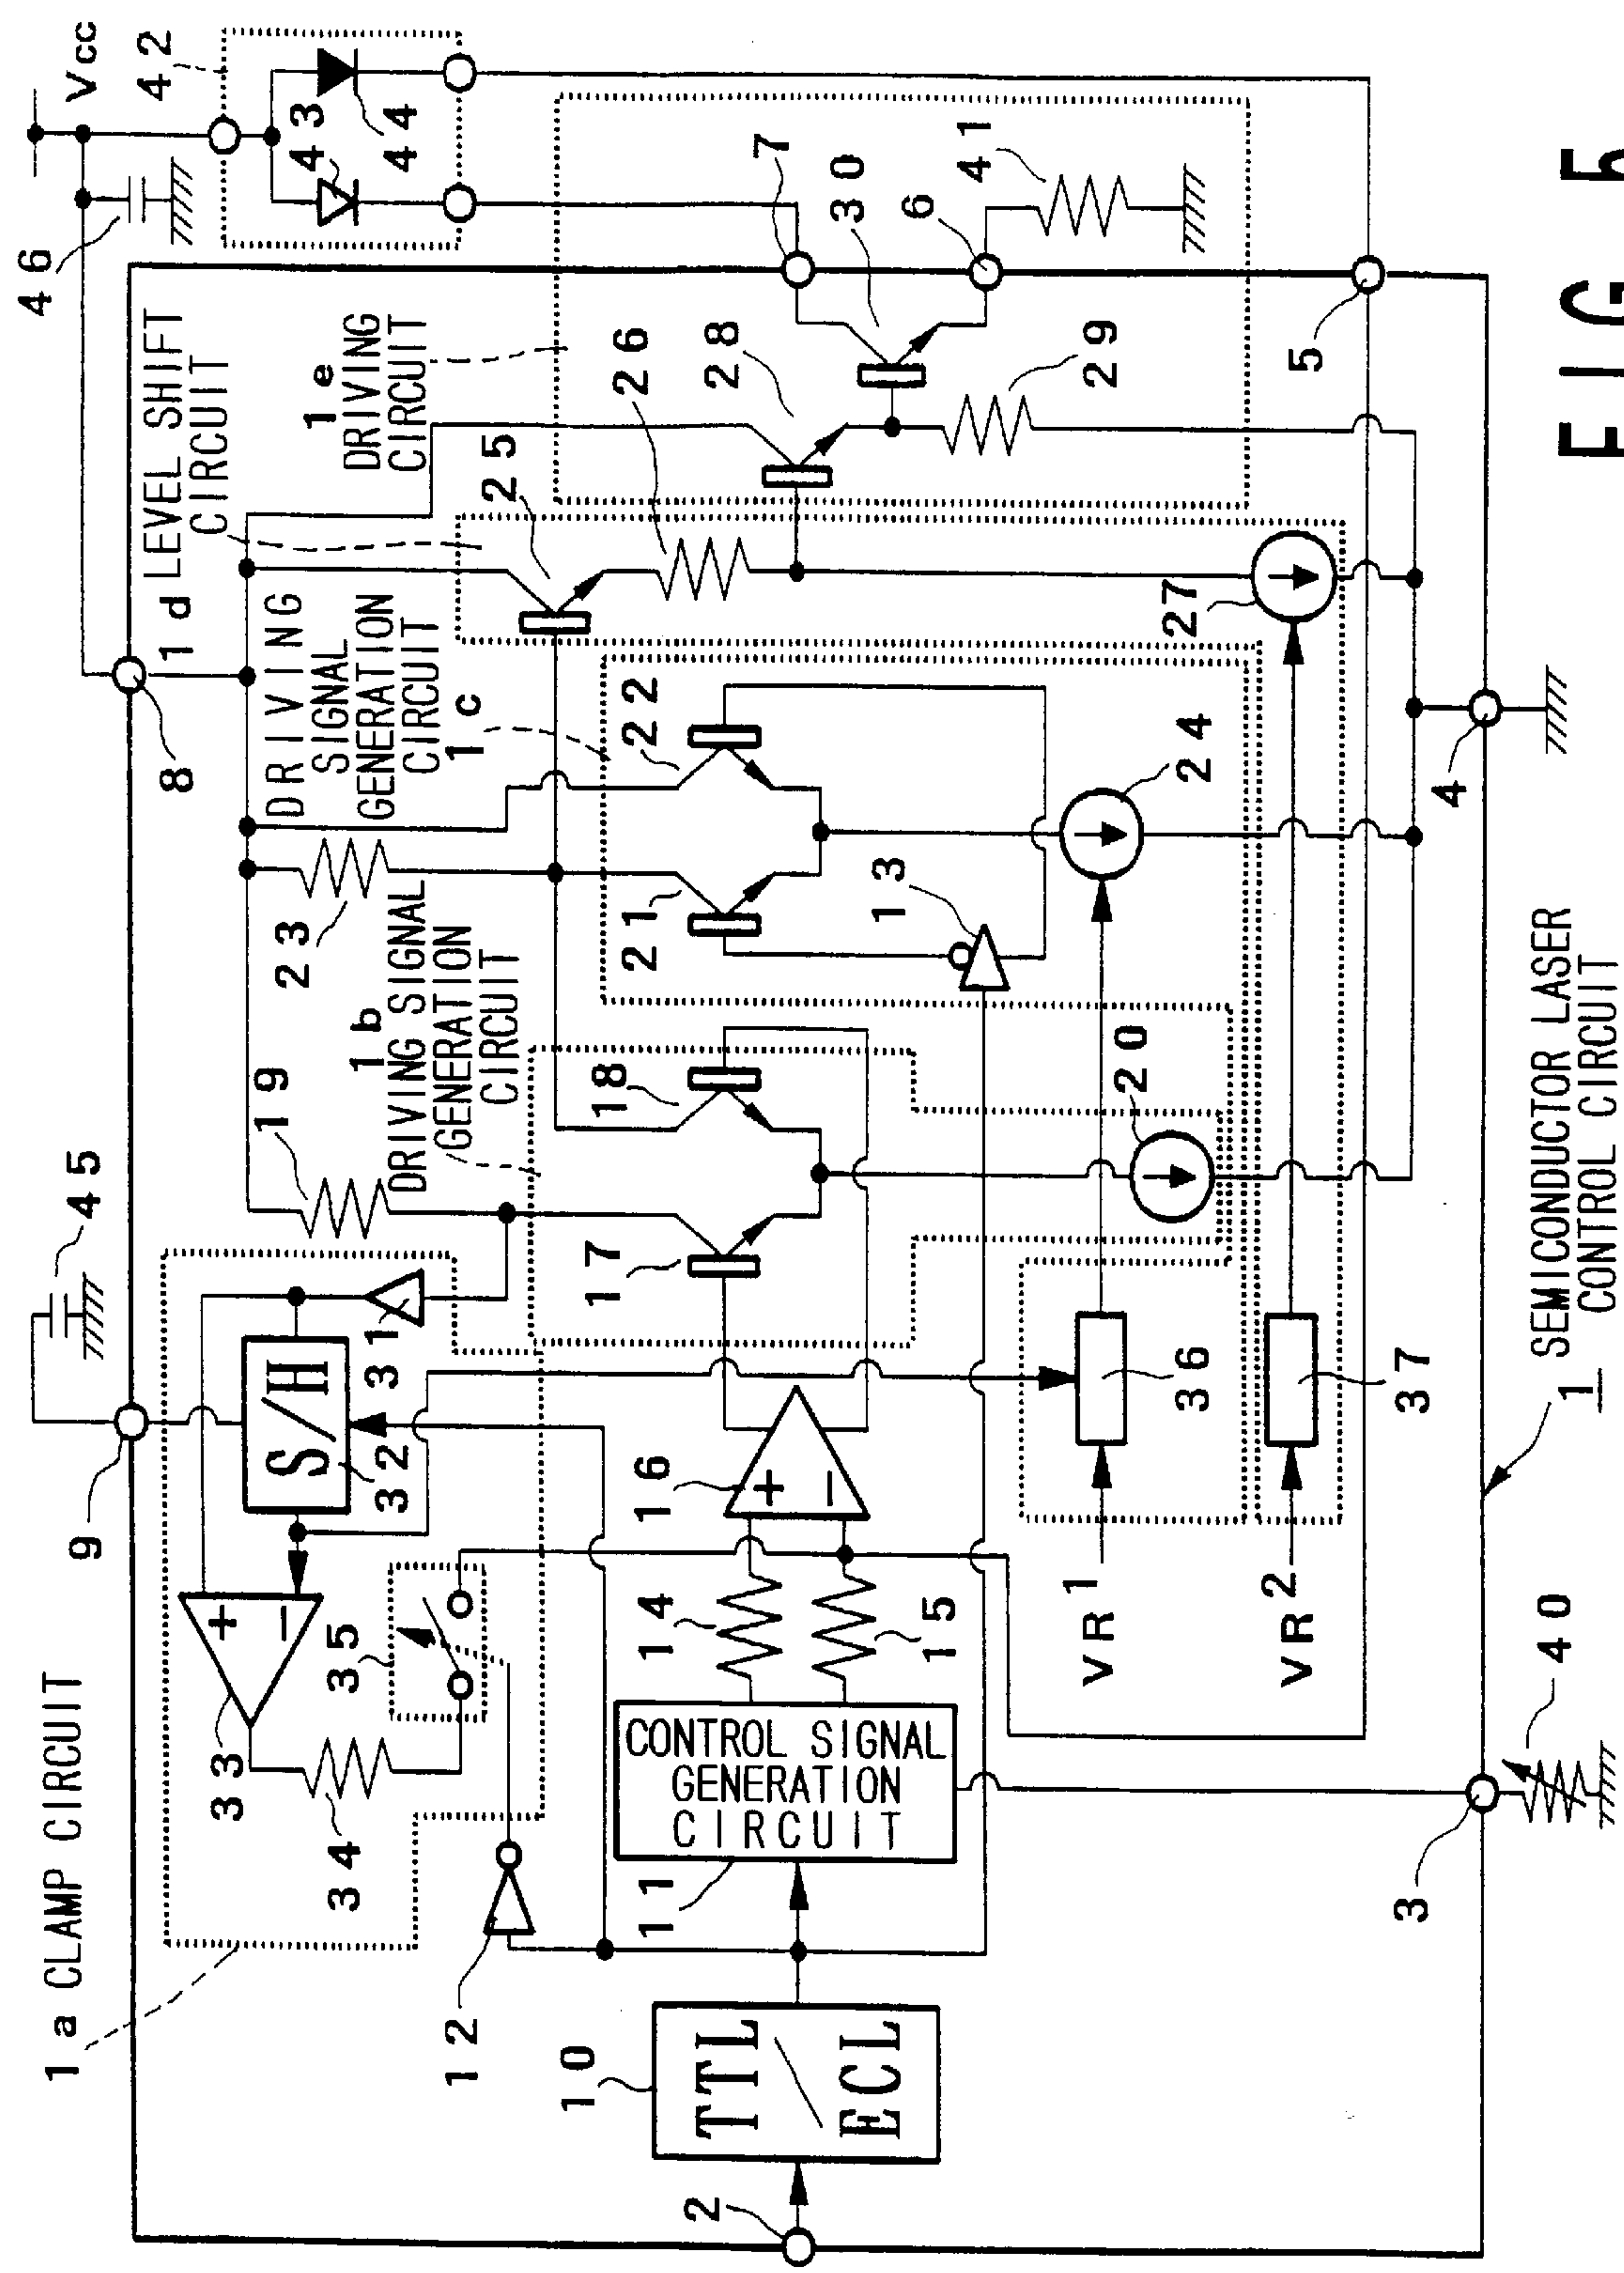 1a CLAMP CIRCUIT
9
45
8
46
Vcc
42
43
44
33
34
35
S/H
32
31
19
23
1b
DRIVING SIGNAL
GENERATION
CIRCUIT
DRIVING
SIGNAL
GENERATION
CIRCUIT
1c
1d LEVEL SHIFT
CIRCUIT
1e
DRIVING
CIRCUIT
25
26
28
29
7
30
6
41
12
10
TTL
/
ECL
2
11
CONTROL SIGNAL
GENERATION
CIRCUIT
14
15
16
+
-
+
-
17
18
21
22
13
24
20
27
VR1
36
VR2
37
3
40
4
5
1
SEMICONDUCTOR LASER
CONTROL CIRCUIT
FIG 5